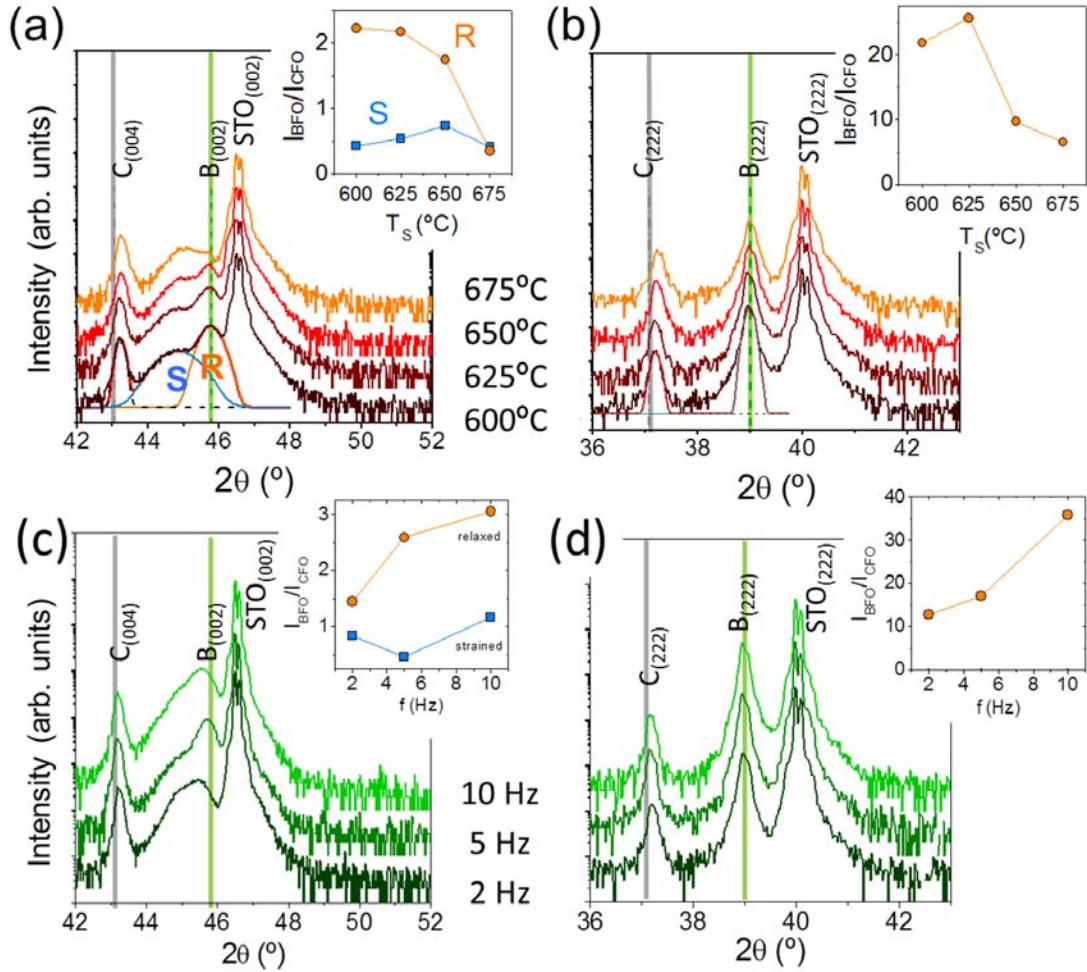 (a)
Intensity (arb. units)
C(004)
B(002)
STO(002)
S
R
42 44 46 48 50 52
2θ (º)
I_BFO/I_CFO
2
1
0
R
S
600 625 650 675
T_S (ºC)
675ºC
650ºC
625ºC
600ºC
(b)
C(222)
B(222)
STO(222)
36 38 40 42
2θ (º)
I_BFO/I_CFO
20
10
0
600 625 650 675
T_S(ºC)
(c)
Intensity (arb. units)
C(004)
B(002)
STO(002)
42 44 46 48 50 52
2θ (º)
I_BFO/I_CFO
3
2
1
0
relaxed
strained
2 4 6 8 10
f (Hz)
10 Hz
5 Hz
2 Hz
(d)
C(222)
B(222)
STO(222)
36 38 40 42
2θ (º)
I_BFO/I_CFO
40
30
20
10
0
2 4 6 8 10
f (Hz)